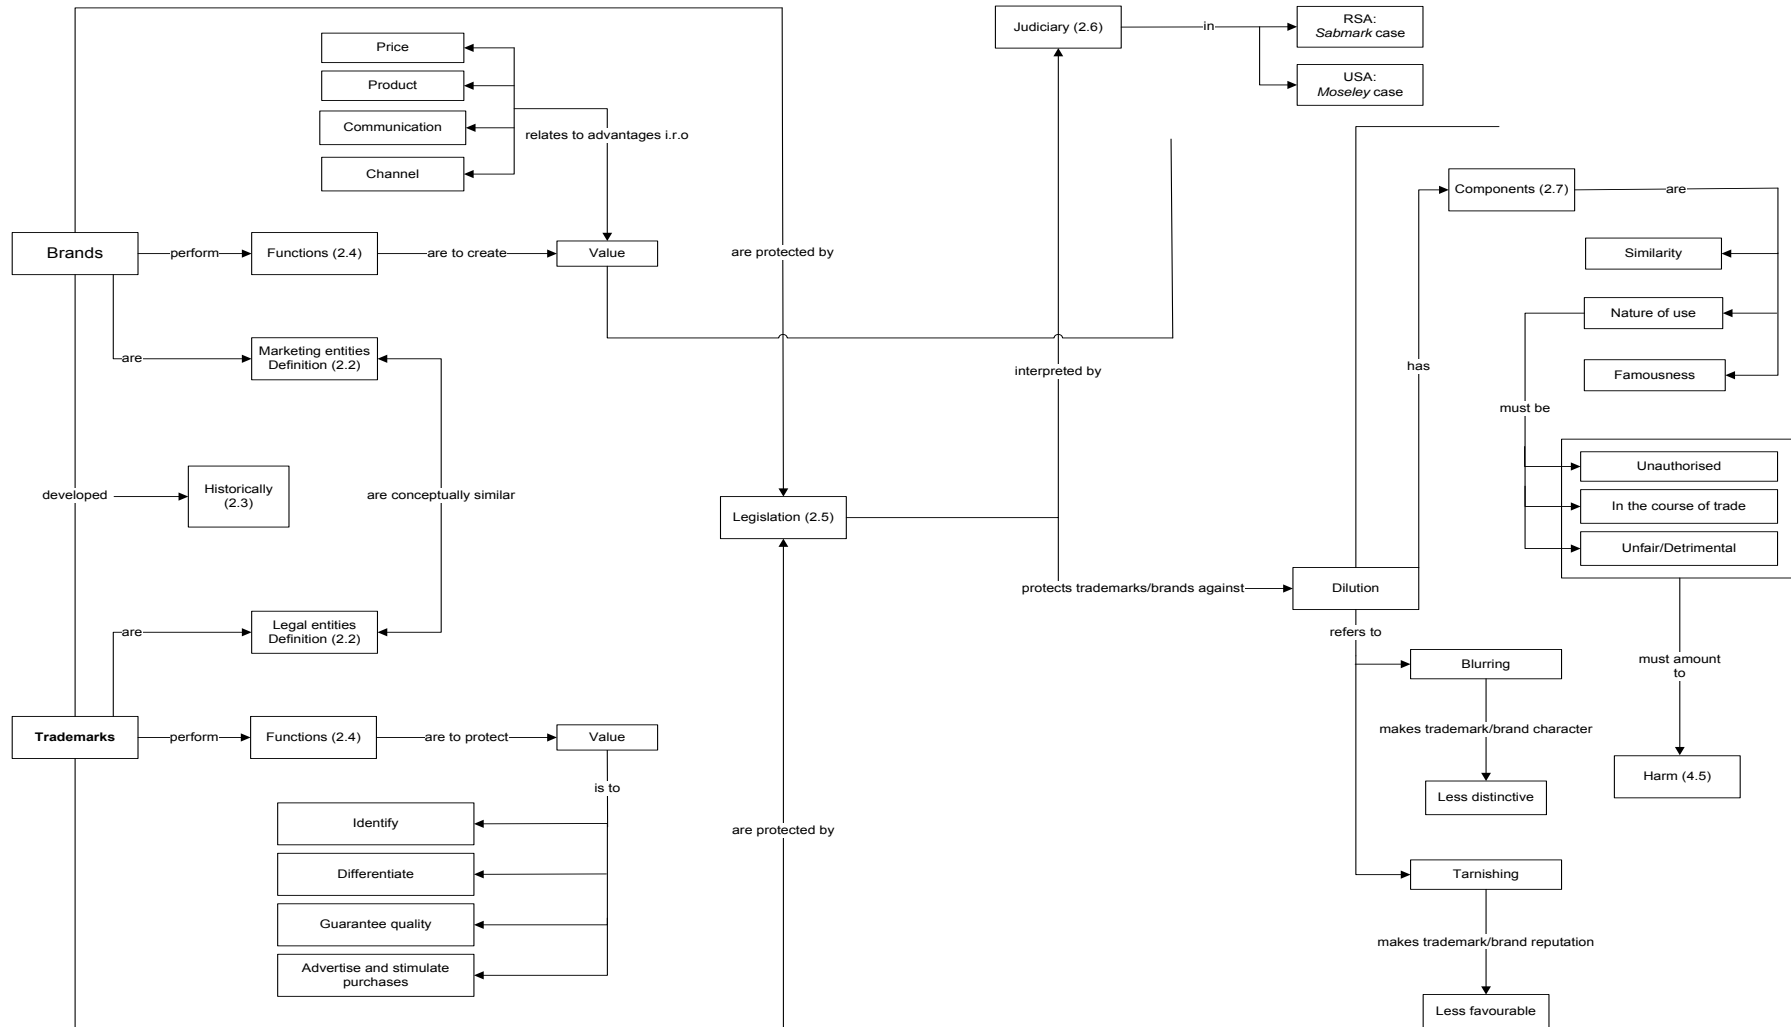 Judiciary (2.6)
in
RSA:
Sabmark case
USA:
Moseley case
Price
Product
Communication
Channel
relates to advantages i.r.o
Components (2.7)
are
Brands
perform
Functions (2.4)
are to create
Value
are protected by
Similarity
Nature of use
Famousness
are
Marketing entities
Definition (2.2)
interpreted by
has
must be
developed
Historically
(2.3)
are conceptually similar
Legislation (2.5)
Unauthorised
In the course of trade
Unfair/Detrimental
protects trademarks/brands against
Dilution
are
Legal entities
Definition (2.2)
refers to
Blurring
must amount
to
Trademarks
perform
Functions (2.4)
are to protect
Value
makes trademark/brand character
Harm (4.5)
is to
Less distinctive
Identify
are protected by
Differentiate
Tarnishing
Guarantee quality
makes trademark/brand reputation
Advertise and stimulate
purchases
Less favourable